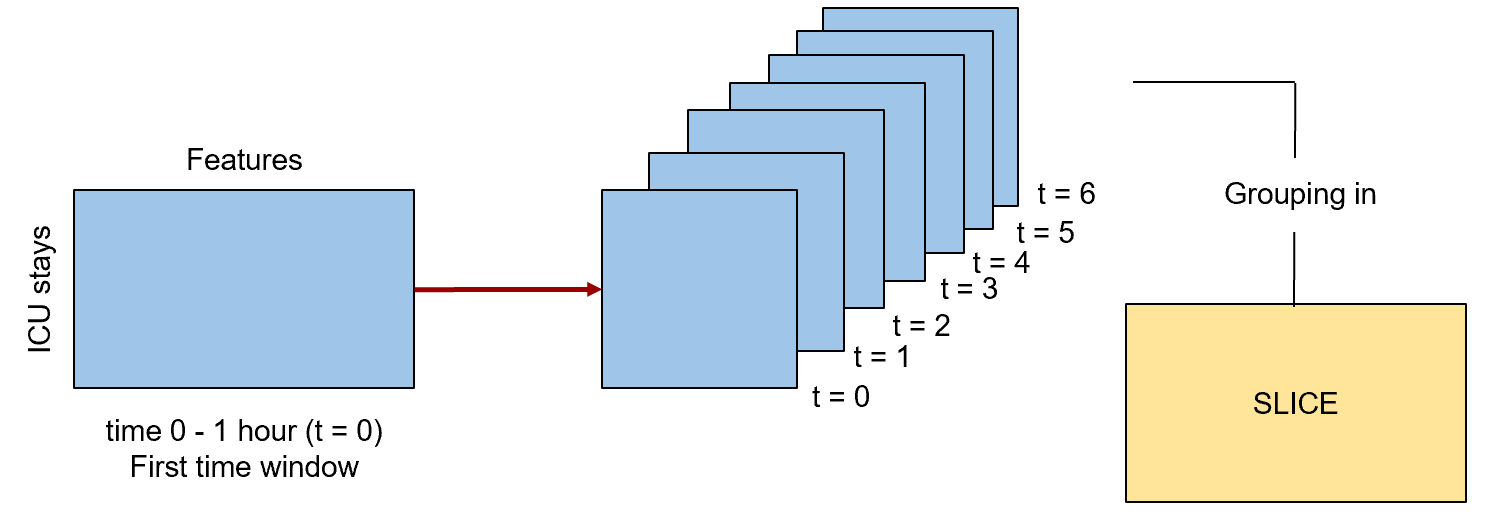 Features
ICU stays
time 0 - 1 hour (t = 0)
First time window
t = 0
t = 1
t = 2
t = 3
t = 4
t = 5
t = 6
Grouping in
SLICE